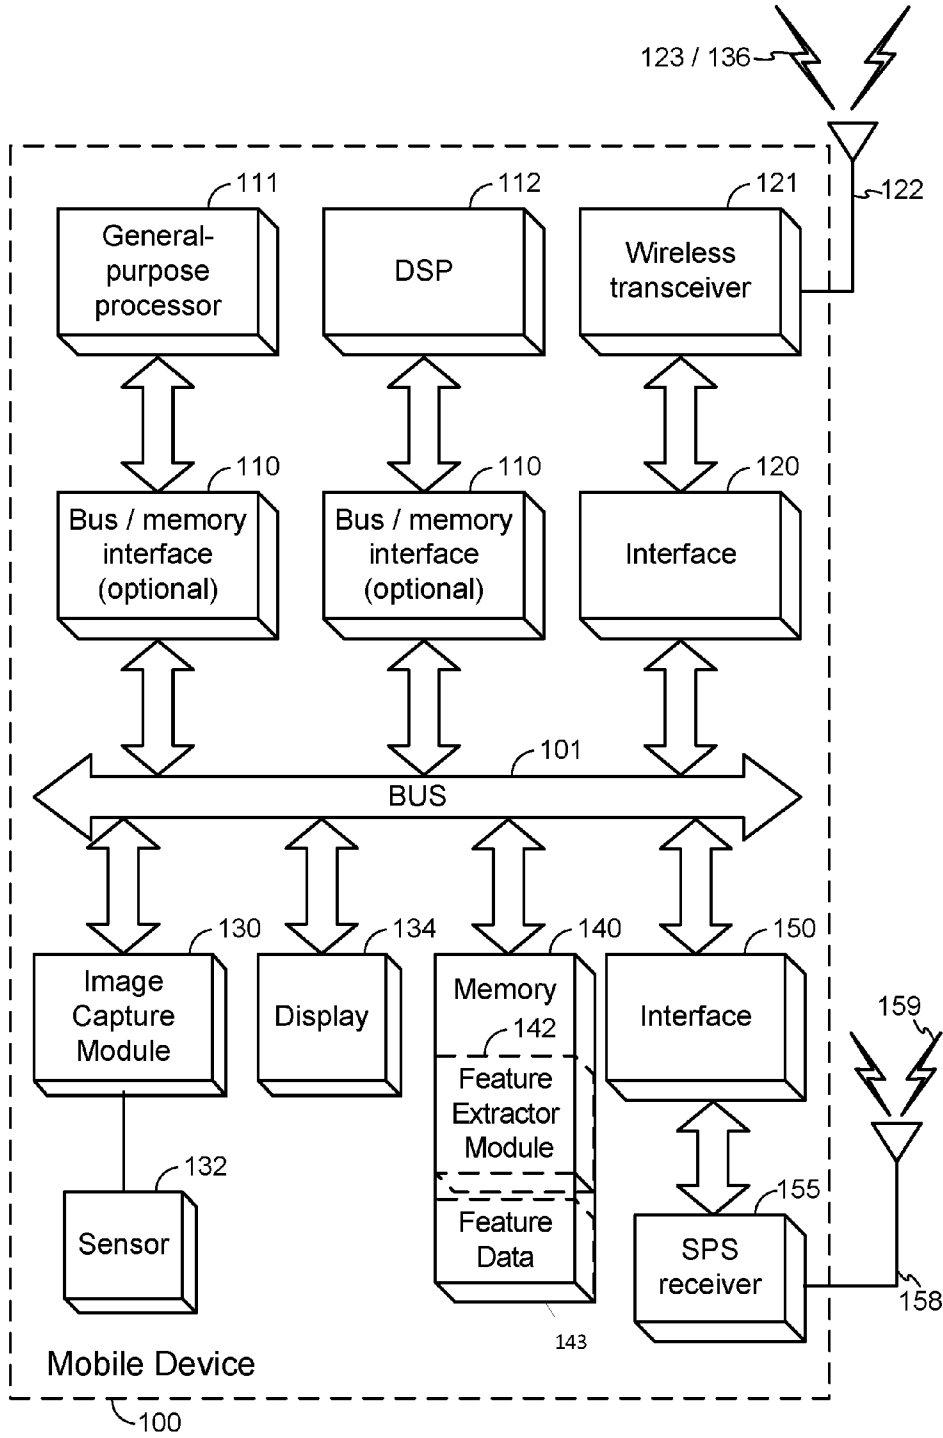 123 / 136
122
111
112
121
General-
purpose
processor
DSP
Wireless
transceiver
110
110
120
Bus / memory
interface
(optional)
Bus / memory
interface
(optional)
Interface
101
BUS
130
134
140
150
Image
Capture
Module
Display
Memory
Interface
142
159
Feature
Extractor
Module
132
155
Sensor
Feature
Data
SPS
receiver
158
143
Mobile Device
100